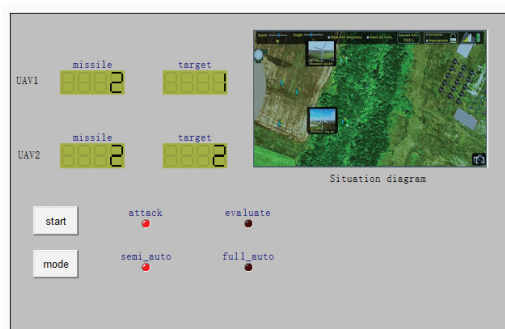 missile target
UAV1 2 1
missile target
UAV2 2 2
Situation diagram
start attack evaluate
mode semi_auto full_auto